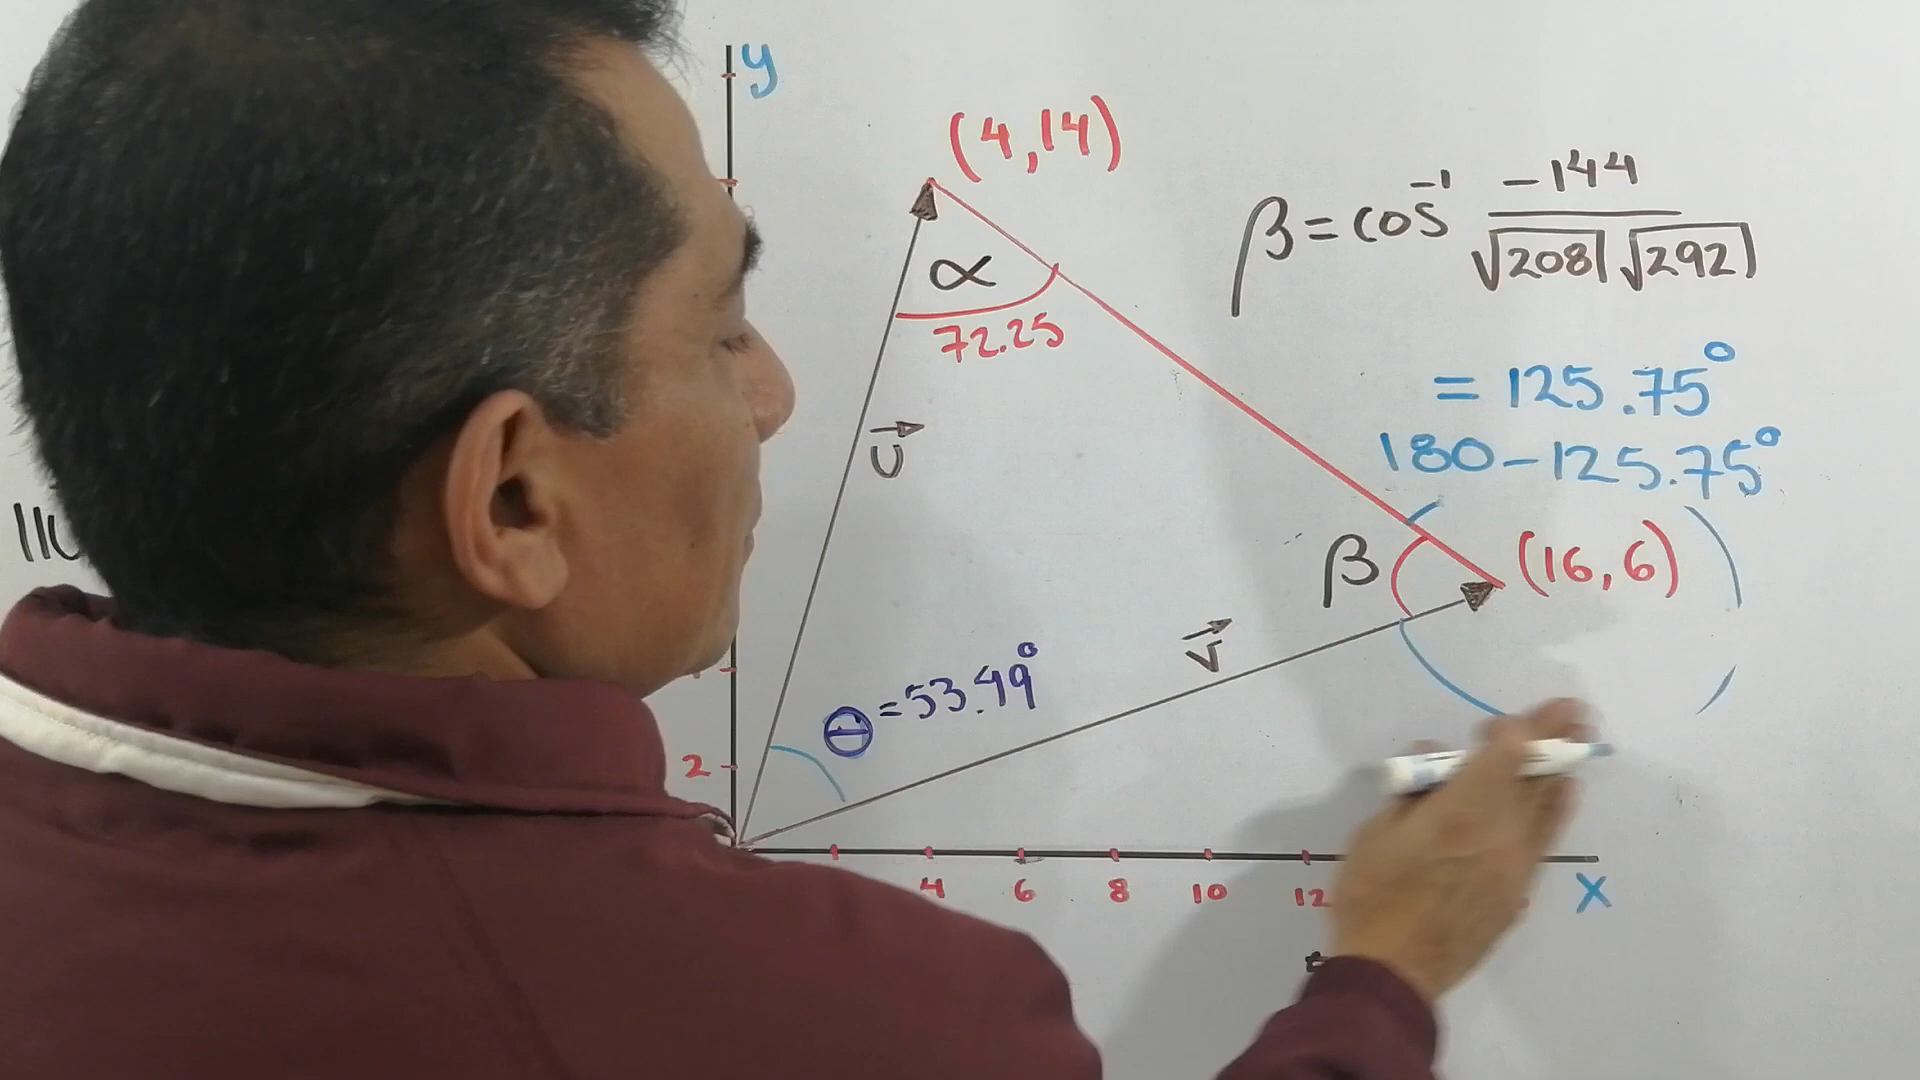 y
(4,14)
β = cos⁻¹ -144 / √208 √292
α
72.25
= 125.75°
180 - 125.75°
U
(16,6)
β
V
θ = 53.49°
2
4 6 8 10 12
x